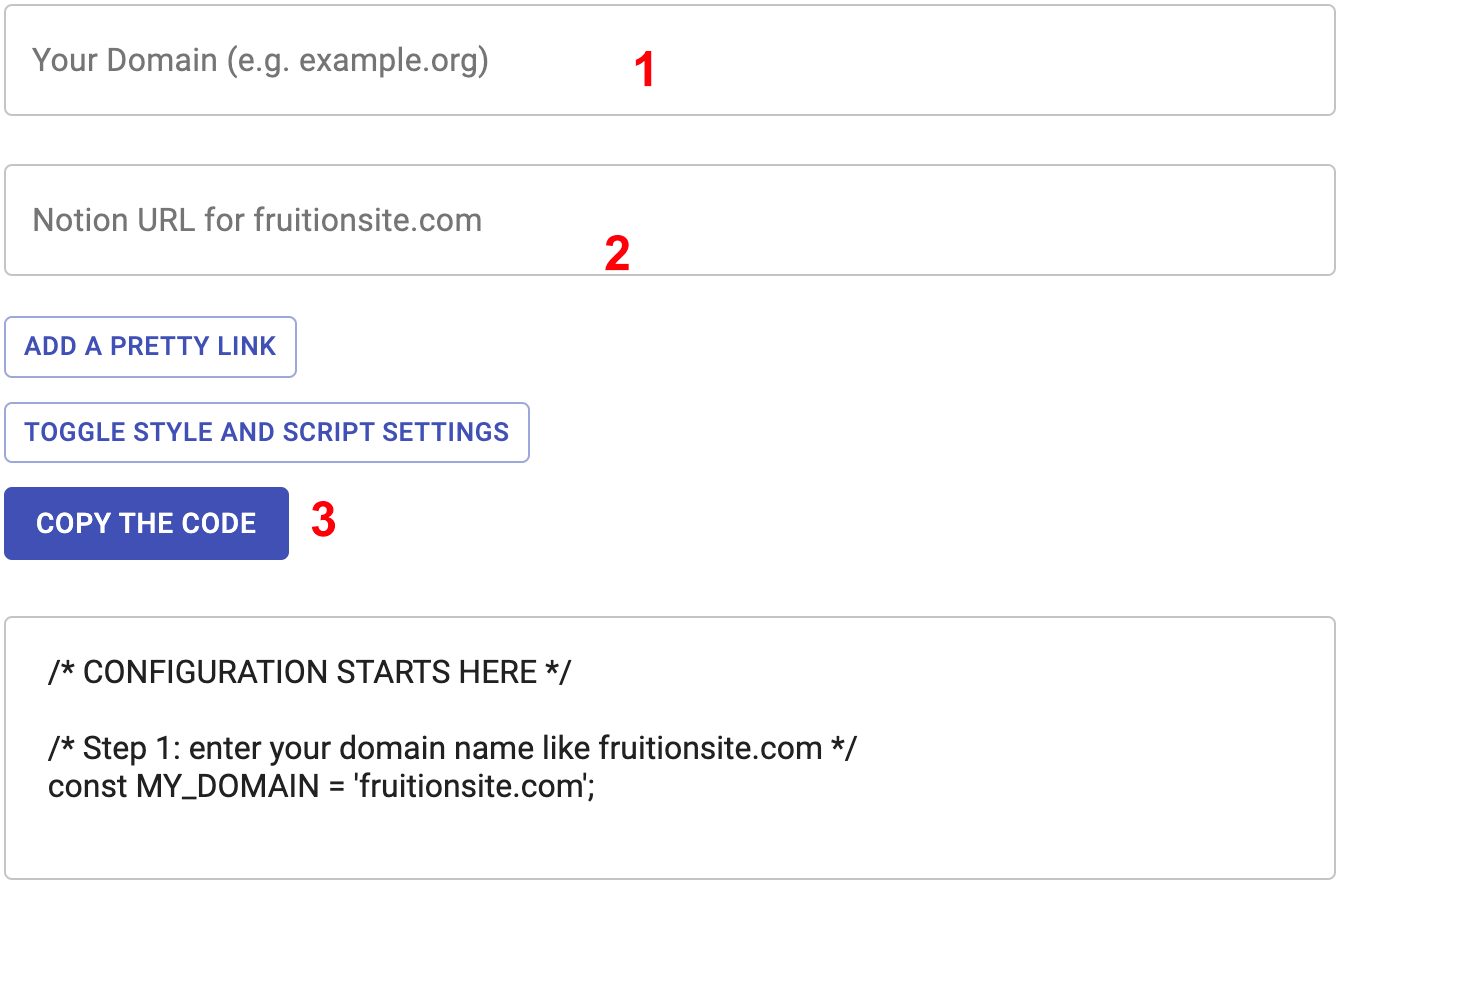 Your Domain (e.g. example.org)
1
Notion URL for fruitionsite.com
2
ADD A PRETTY LINK
TOGGLE STYLE AND SCRIPT SETTINGS
COPY THE CODE
3
/* CONFIGURATION STARTS HERE */
/* Step 1: enter your domain name like fruitionsite.com */
const MY_DOMAIN = 'fruitionsite.com';